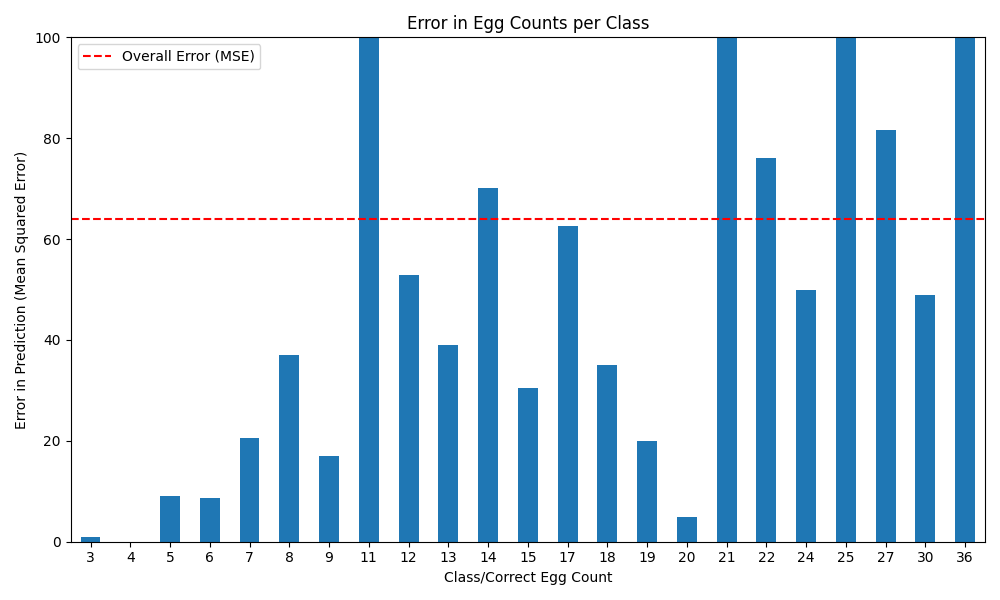 Error in Egg Counts per Class
Overall Error (MSE)
Error in Prediction (Mean Squared Error)
100
80
60
40
20
0
3 4 5 6 7 8 9 11 12 13 14 15 17 18 19 20 21 22 24 25 27 30 36
Class/Correct Egg Count